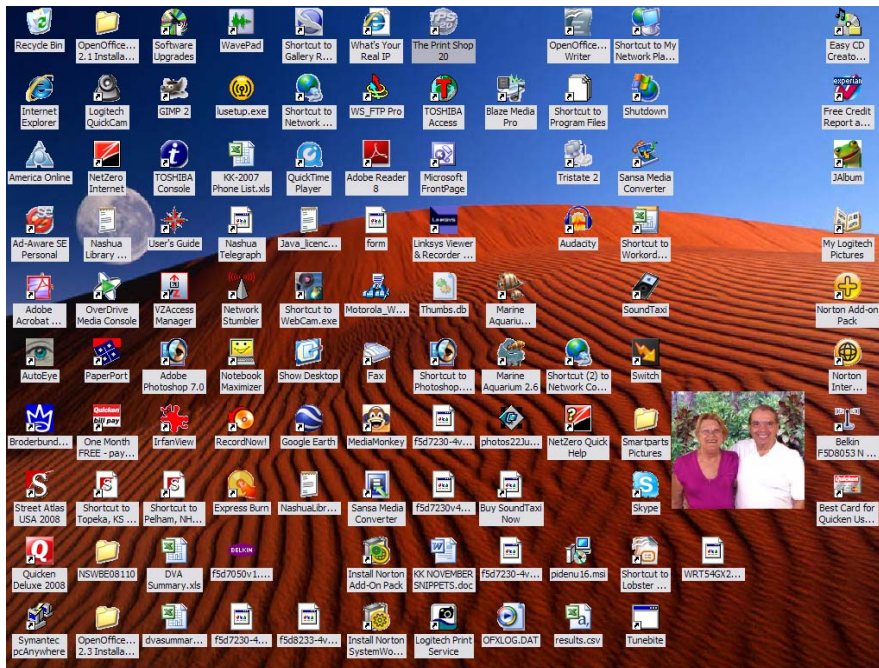 Recycle Bin
OpenOffice...
2.1 Installa...
Software
Upgrades
WavePad
Shortcut to
Gallery R...
What's Your
Real IP
The Print Shop
20
OpenOffice...
Writer
Shortcut to My
Network Pla...
Easy CD
Creato...
Internet
Explorer
Logitech
QuickCam
GIMP 2
iusetup.exe
Shortcut to
Network ...
WS_FTP Pro
TOSHIBA
Access
Blaze Media
Pro
Shortcut to
Program Files
Shutdown
experian
Free Credit
Report a...
America Online
NetZero
Internet
TOSHIBA
Console
KK-2007
Phone List.xls
QuickTime
Player
Adobe Reader
8
Microsoft
FrontPage
Tristate 2
Sansa Media
Converter
JAlbum
Ad-Aware SE
Personal
Nashua
Library ...
User's Guide
Nashua
Telegraph
Java_licenc...
form
Linksys Viewer
& Recorder ...
Audacity
Shortcut to
Workord...
My Logitech
Pictures
Adobe
Acrobat ...
OverDrive
Media Console
VZAccess
Manager
Network
Stumbler
Shortcut to
WebCam.exe
Motorola_W...
Thumbs.db
Marine
Aquariu...
SoundTaxi
Norton Add-on
Pack
AutoEye
PaperPort
Adobe
Photoshop 7.0
Notebook
Maximizer
Show Desktop
Fax
Shortcut to
Photoshop....
Marine
Aquarium 2.6
Shortcut (2) to
Network Co...
Switch
Norton
Inter...
Broderbund...
Quicken
bill pay
One Month
FREE - pay...
IrfanView
RecordNow!
Google Earth
MediaMonkey
f5d7230-4v...
photos22Ju...
NetZero Quick
Help
Smartparts
Pictures
Belkin
F5D8053 N ...
Street Atlas
USA 2008
Shortcut to
Topeka, KS ...
Shortcut to
Pelham, NH...
Express Burn
NashuaLibr...
Sansa Media
Converter
f5d7230v4...
Buy SoundTaxi
Now
Skype
Quicken
Best Card for
Quicken Us...
Quicken
Deluxe 2008
NSWBE08110
DVA
Summary.xls
BELKIN
f5d7050v1...
Install Norton
Add-On Pack
KK NOVEMBER
SNIPPETS.doc
f5d7230-4v...
pidenu16.msi
Shortcut to
Lobster ...
WRT54GX2...
Symantec
pcAnywhere
OpenOffice...
2.3 Installa...
dvasummar...
f5d7230-4...
f5d8233-4v...
Install Norton
SystemWo...
Logitech Print
Service
OFXLOG.DAT
results.csv
Tunebite